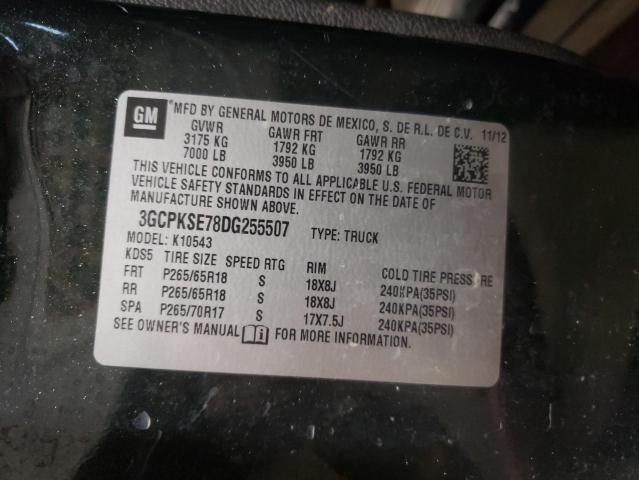 GM ®MFD BY GENERAL MOTORS DE MEXICO, S. DE R.L. DE C.V. 11/12
GVWR GAWR FRT GAWR RR
3175 KG 1792 KG 1792 KG
7000 LB 3950 LB 3950 LB
THIS VEHICLE CONFORMS TO ALL APPLICABLE U.S. FEDERAL MOTOR
VEHICLE SAFETY STANDARDS IN EFFECT ON THE DATE OF
MANUFACTURE SHOWN ABOVE.
3GCPKSE78DG255507 TYPE: TRUCK
MODEL: K10543
KDS5 TIRE SIZE SPEED RTG RIM COLD TIRE PRESSURE
FRT P265/65R18 S 18X8J 240KPA(35PSI)
RR P265/65R18 S 18X8J 240KPA(35PSI)
SPA P265/70R17 S 17X7.5J 240KPA(35PSI)
SEE OWNER'S MANUAL FOR MORE INFORMATION.